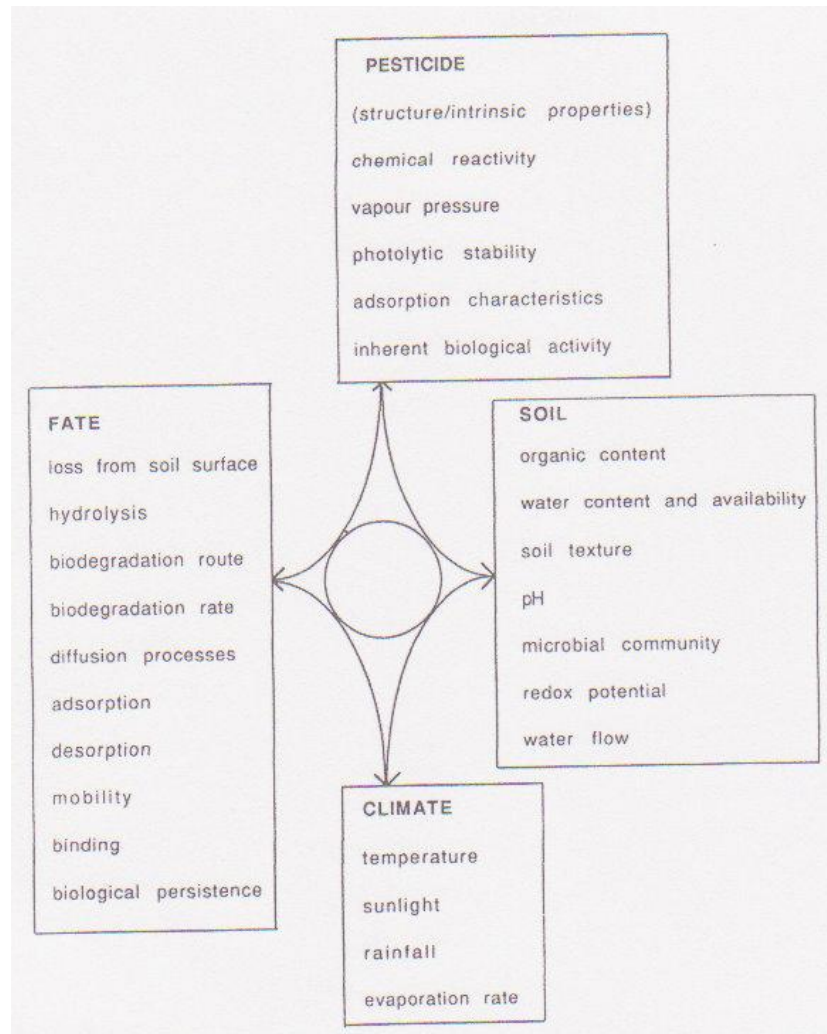 PESTICIDE
(structure/intrinsic properties)
chemical reactivity
vapour pressure
photolytic stability
adsorption characteristics
inherent biological activity
FATE
loss from soil surface
hydrolysis
biodegradation route
biodegradation rate
diffusion processes
adsorption
desorption
mobility
binding
biological persistence
SOIL
organic content
water content and availability
soil texture
pH
microbial community
redox potential
water flow
CLIMATE
temperature
sunlight
rainfall
evaporation rate